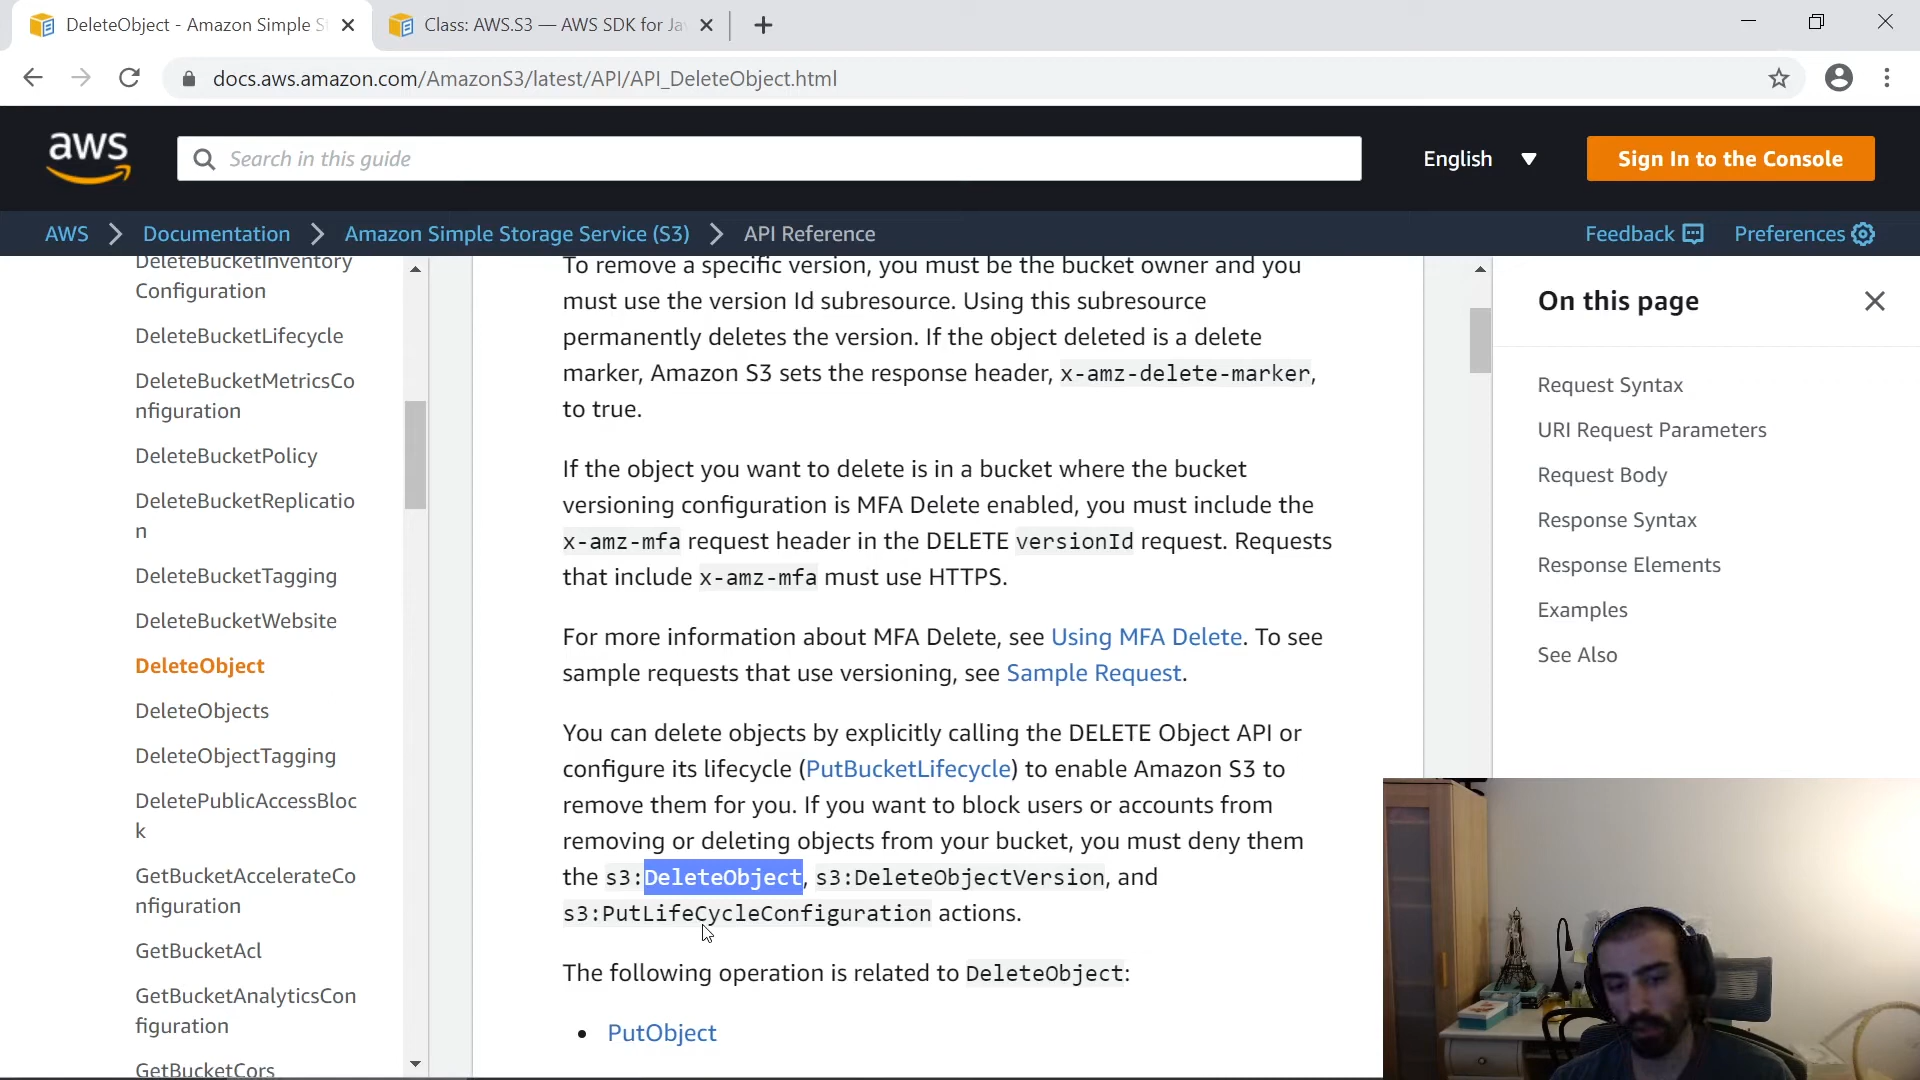 DeleteObject - Amazon Simple S
Class: AWS.S3 — AWS SDK for Ja
docs.aws.amazon.com/AmazonS3/latest/API/API_DeleteObject.html
aws
Search in this guide
English
Sign In to the Console
AWS
Documentation
Amazon Simple Storage Service (S3)
API Reference
Feedback
Preferences
DeleteBucketInventory
Configuration
DeleteBucketLifecycle
DeleteBucketMetricsCo
nfiguration
DeleteBucketPolicy
DeleteBucketReplicatio
n
DeleteBucketTagging
DeleteBucketWebsite
DeleteObject
DeleteObjects
DeleteObjectTagging
DeletePublicAccessBloc
k
GetBucketAccelerateCo
nfiguration
GetBucketAcl
GetBucketAnalyticsCon
figuration
GetBucketCors
To remove a specific version, you must be the bucket owner and you
must use the version Id subresource. Using this subresource
permanently deletes the version. If the object deleted is a delete
marker, Amazon S3 sets the response header, x-amz-delete-marker,
to true.
If the object you want to delete is in a bucket where the bucket
versioning configuration is MFA Delete enabled, you must include the
x-amz-mfa request header in the DELETE versionId request. Requests
that include x-amz-mfa must use HTTPS.
For more information about MFA Delete, see Using MFA Delete. To see
sample requests that use versioning, see Sample Request.
You can delete objects by explicitly calling the DELETE Object API or
configure its lifecycle (PutBucketLifecycle) to enable Amazon S3 to
remove them for you. If you want to block users or accounts from
removing or deleting objects from your bucket, you must deny them
the s3:DeleteObject, s3:DeleteObjectVersion, and
s3:PutLifeCycleConfiguration actions.
The following operation is related to DeleteObject:
• PutObject
On this page
Request Syntax
URI Request Parameters
Request Body
Response Syntax
Response Elements
Examples
See Also